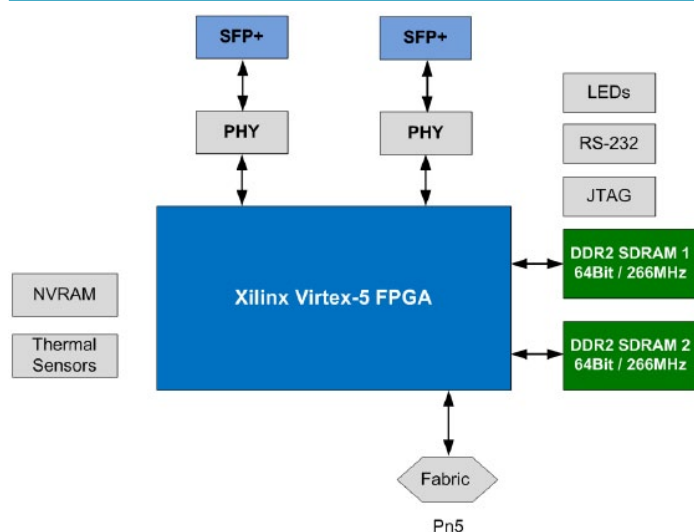 SFP+
SFP+
PHY
PHY
LEDs
RS-232
JTAG
Xilinx Virtex-5 FPGA
DDR2 SDRAM 1
64Bit / 266MHz
DDR2 SDRAM 2
64Bit / 266MHz
NVRAM
Thermal
Sensors
Fabric
Pn5